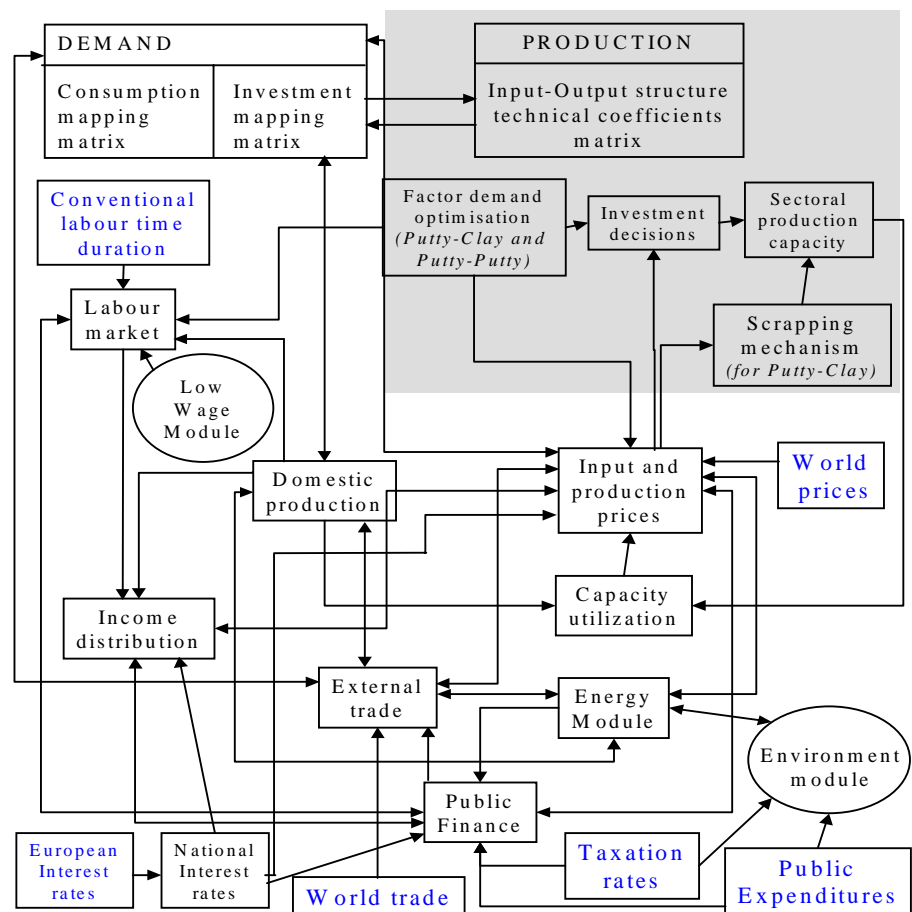 DEMAND
Consumption
mapping
matrix
Investment
mapping
matrix
PRODUCTION
Input-Output structure
technical coefficients
matrix
Conventional
labour time
duration
Factor demand
optimisation
(Putty-Clay and
Putty-Putty)
Investment
decisions
Sectoral
production
capacity
Labour
market
Scrapping
mechanism
(for Putty-Clay)
Low
Wage
Module
Domestic
production
Input and
production
prices
World
prices
Capacity
utilization
Income
distribution
External
trade
Energy
Module
Environment
module
Public
Finance
European
Interest
rates
National
Interest
rates
World trade
Taxation
rates
Public
Expenditures